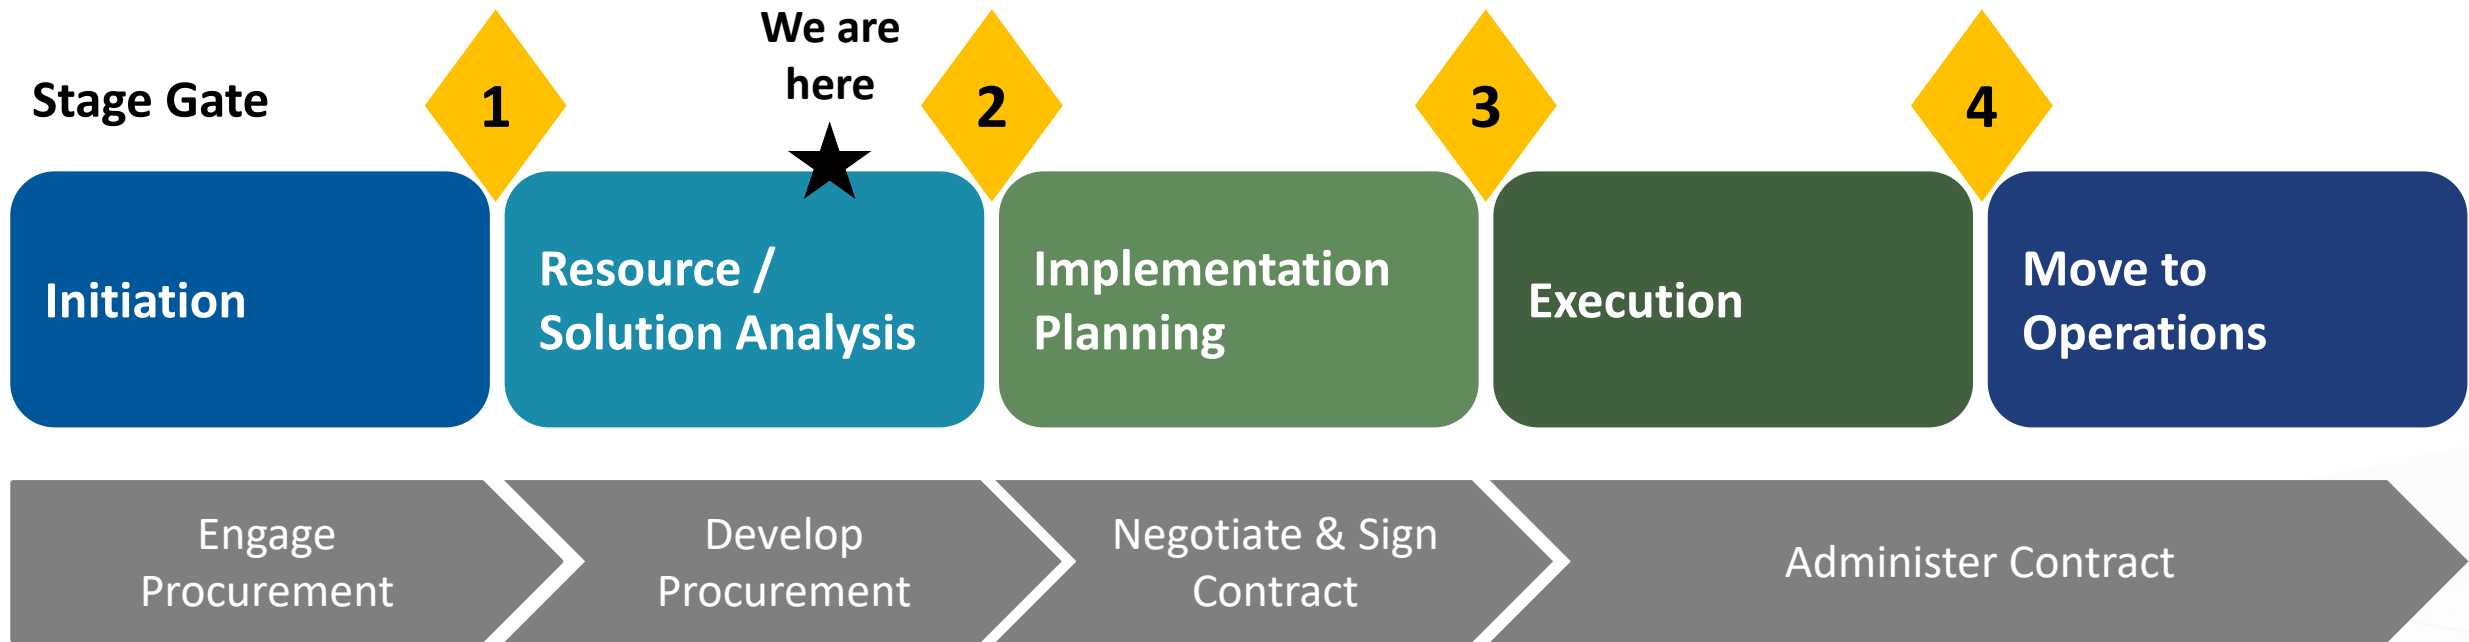 We are
here
Stage Gate
1
2
3
4
Initiation
Resource /
Solution Analysis
Implementation
Planning
Execution
Move to
Operations
Engage
Procurement
Develop
Procurement
Negotiate & Sign
Contract
Administer Contract